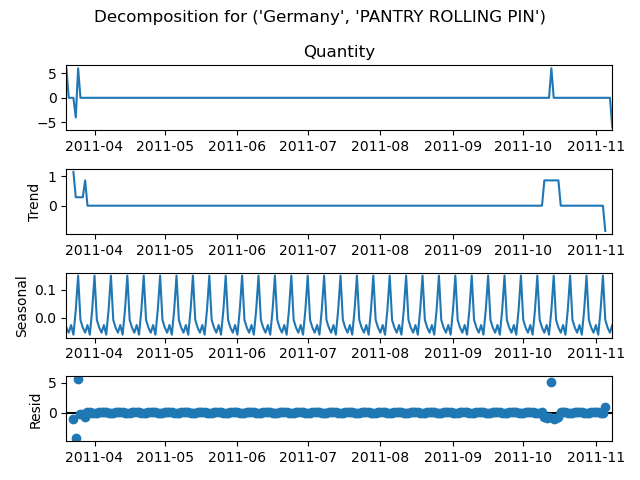 Decomposition for ('Germany', 'PANTRY ROLLING PIN')
Quantity
5
0
−5
2011-04 2011-05 2011-06 2011-07 2011-08 2011-09 2011-10 2011-11
Trend
1
0
2011-04 2011-05 2011-06 2011-07 2011-08 2011-09 2011-10 2011-11
Seasonal
0.1
0.0
2011-04 2011-05 2011-06 2011-07 2011-08 2011-09 2011-10 2011-11
Resid
5
0
2011-04 2011-05 2011-06 2011-07 2011-08 2011-09 2011-10 2011-11